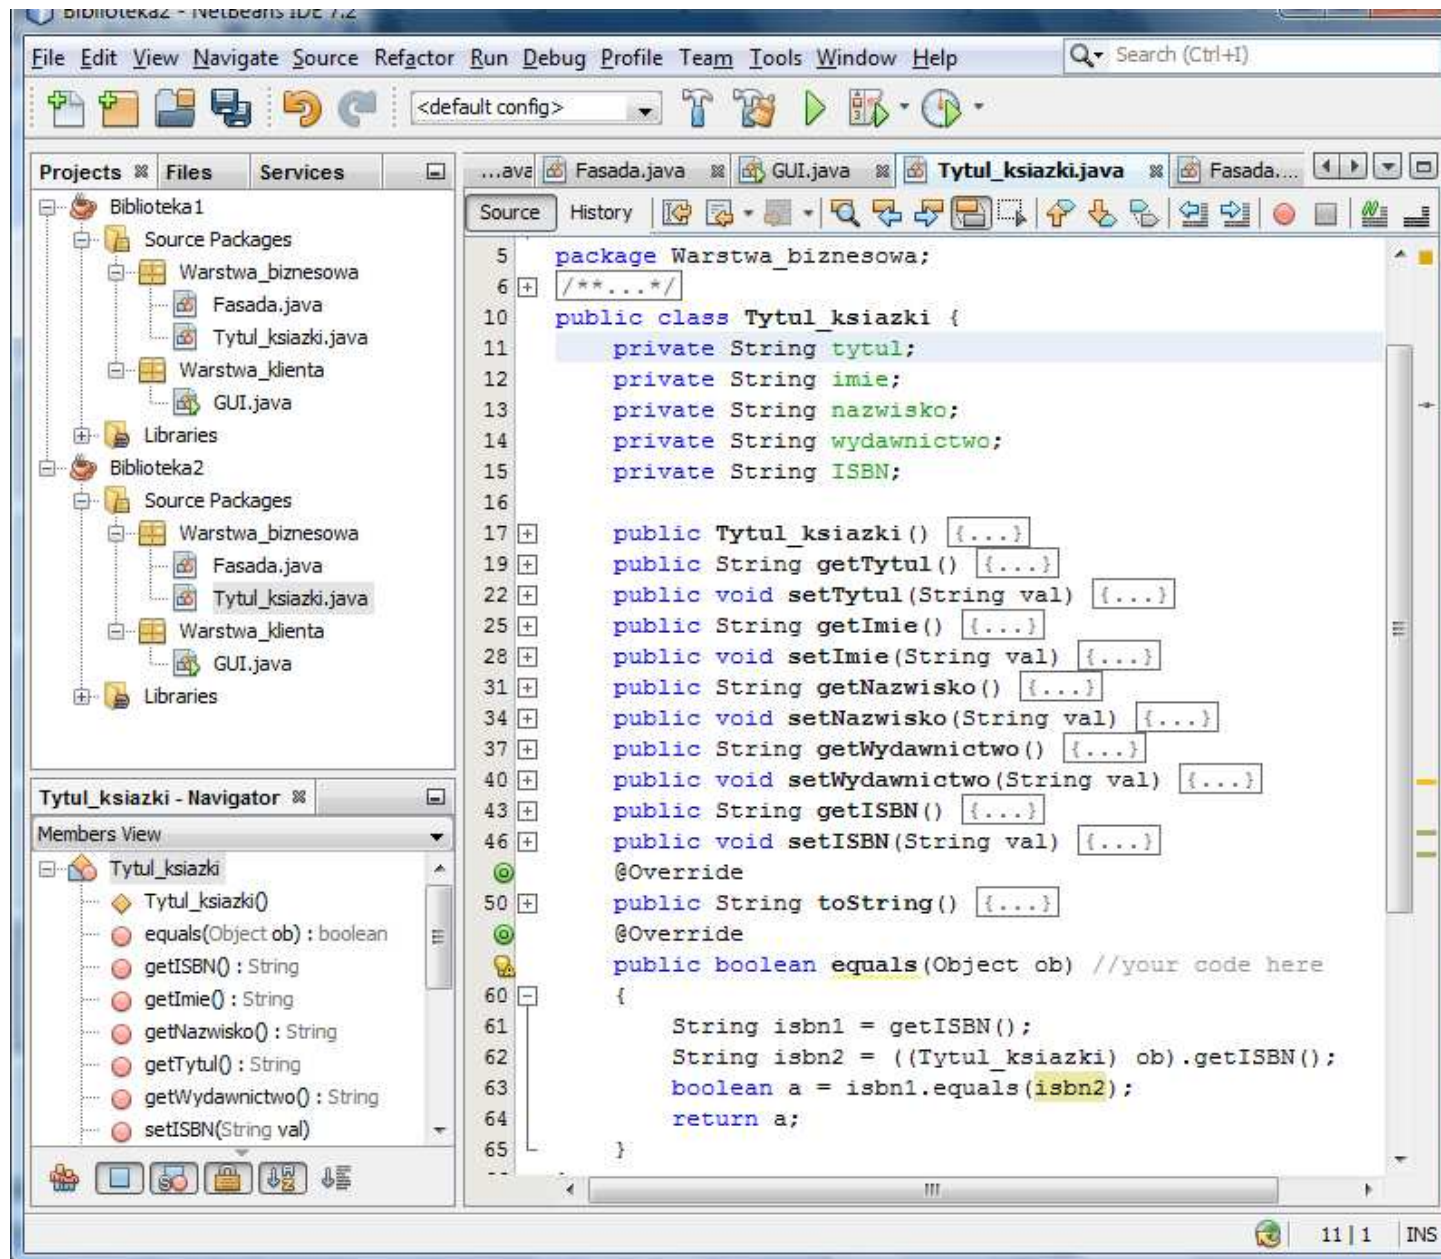 Biblioteka2 - NetBeans IDE 7.2
File Edit View Navigate Source Refactor Run Debug Profile Team Tools Window Help
Search (Ctrl+I)
<default config>
Projects Files Services
Biblioteka1
Source Packages
Warstwa_biznesowa
Fasada.java
Tytul_ksiazki.java
Warstwa_klienta
GUI.java
Libraries
Biblioteka2
Source Packages
Warstwa_biznesowa
Fasada.java
Tytul_ksiazki.java
Warstwa_klienta
GUI.java
Libraries
Tytul_ksiazki - Navigator
Members View
Tytul_ksiazki
Tytul_ksiazki()
equals(Object ob) : boolean
getISBN() : String
getImie() : String
getNazwisko() : String
getTytul() : String
getWydawnictwo() : String
setISBN(String val)
...ava Fasada.java GUI.java Tytul_ksiazki.java Fasada....
Source History
5 package Warstwa_biznesowa;
6 /**...*/
10 public class Tytul_ksiazki {
11 private String tytul;
12 private String imie;
13 private String nazwisko;
14 private String wydawnictwo;
15 private String ISBN;
16
17 public Tytul_ksiazki() {...}
19 public String getTytul() {...}
22 public void setTytul(String val) {...}
25 public String getImie() {...}
28 public void setImie(String val) {...}
31 public String getNazwisko() {...}
34 public void setNazwisko(String val) {...}
37 public String getWydawnictwo() {...}
40 public void setWydawnictwo(String val) {...}
43 public String getISBN() {...}
46 public void setISBN(String val) {...}
@Override
50 public String toString() {...}
@Override
public boolean equals(Object ob) //your code here
60 {
61 String isbn1 = getISBN();
62 String isbn2 = ((Tytul_ksiazki) ob).getISBN();
63 boolean a = isbn1.equals(isbn2);
64 return a;
65 }
11 | 1 INS